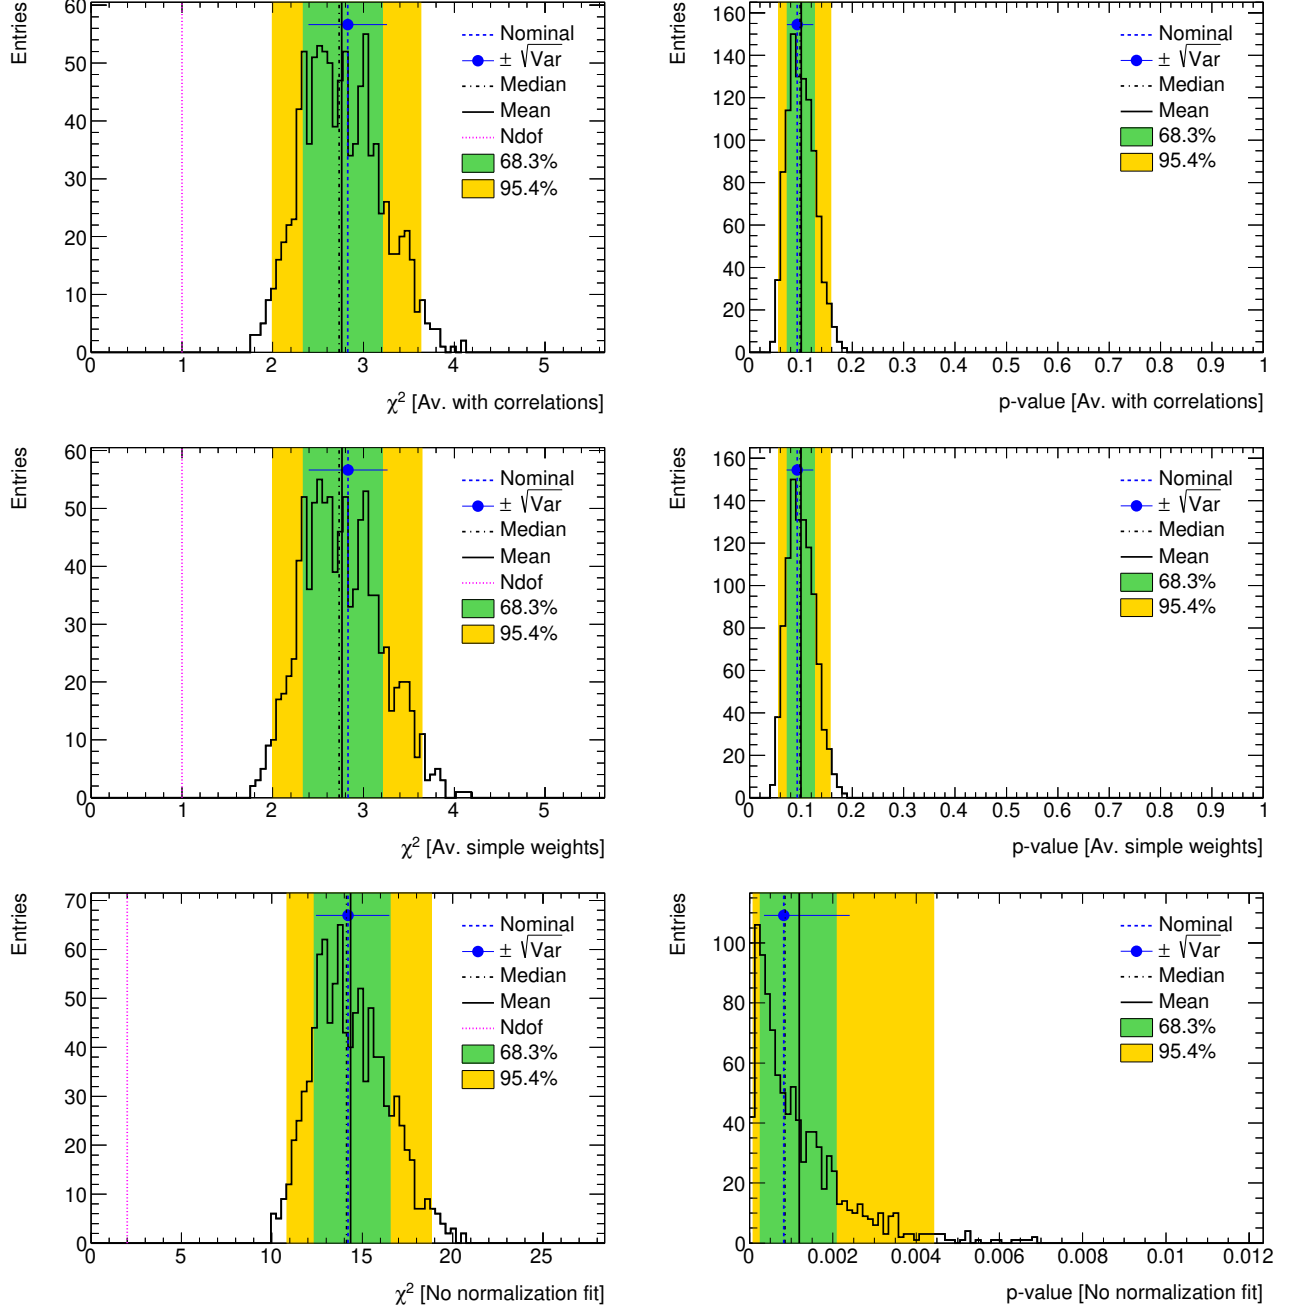 Entries
60
50
40
30
20
10
0
0 1 2 3 4 5
χ² [Av. with correlations]
Nominal
± √Var
Median
Mean
Ndof
68.3%
95.4%
Entries
160
140
120
100
80
60
40
20
0
0 0.1 0.2 0.3 0.4 0.5 0.6 0.7 0.8 0.9 1
p-value [Av. with correlations]
Nominal
± √Var
Median
Mean
68.3%
95.4%
Entries
60
50
40
30
20
10
0
0 1 2 3 4 5
χ² [Av. simple weights]
Nominal
± √Var
Median
Mean
Ndof
68.3%
95.4%
Entries
160
140
120
100
80
60
40
20
0
0 0.1 0.2 0.3 0.4 0.5 0.6 0.7 0.8 0.9 1
p-value [Av. simple weights]
Nominal
± √Var
Median
Mean
68.3%
95.4%
Entries
70
60
50
40
30
20
10
0
0 5 10 15 20 25
χ² [No normalization fit]
Nominal
± √Var
Median
Mean
Ndof
68.3%
95.4%
Entries
100
80
60
40
20
0
0 0.002 0.004 0.006 0.008 0.01 0.012
p-value [No normalization fit]
Nominal
± √Var
Median
Mean
68.3%
95.4%